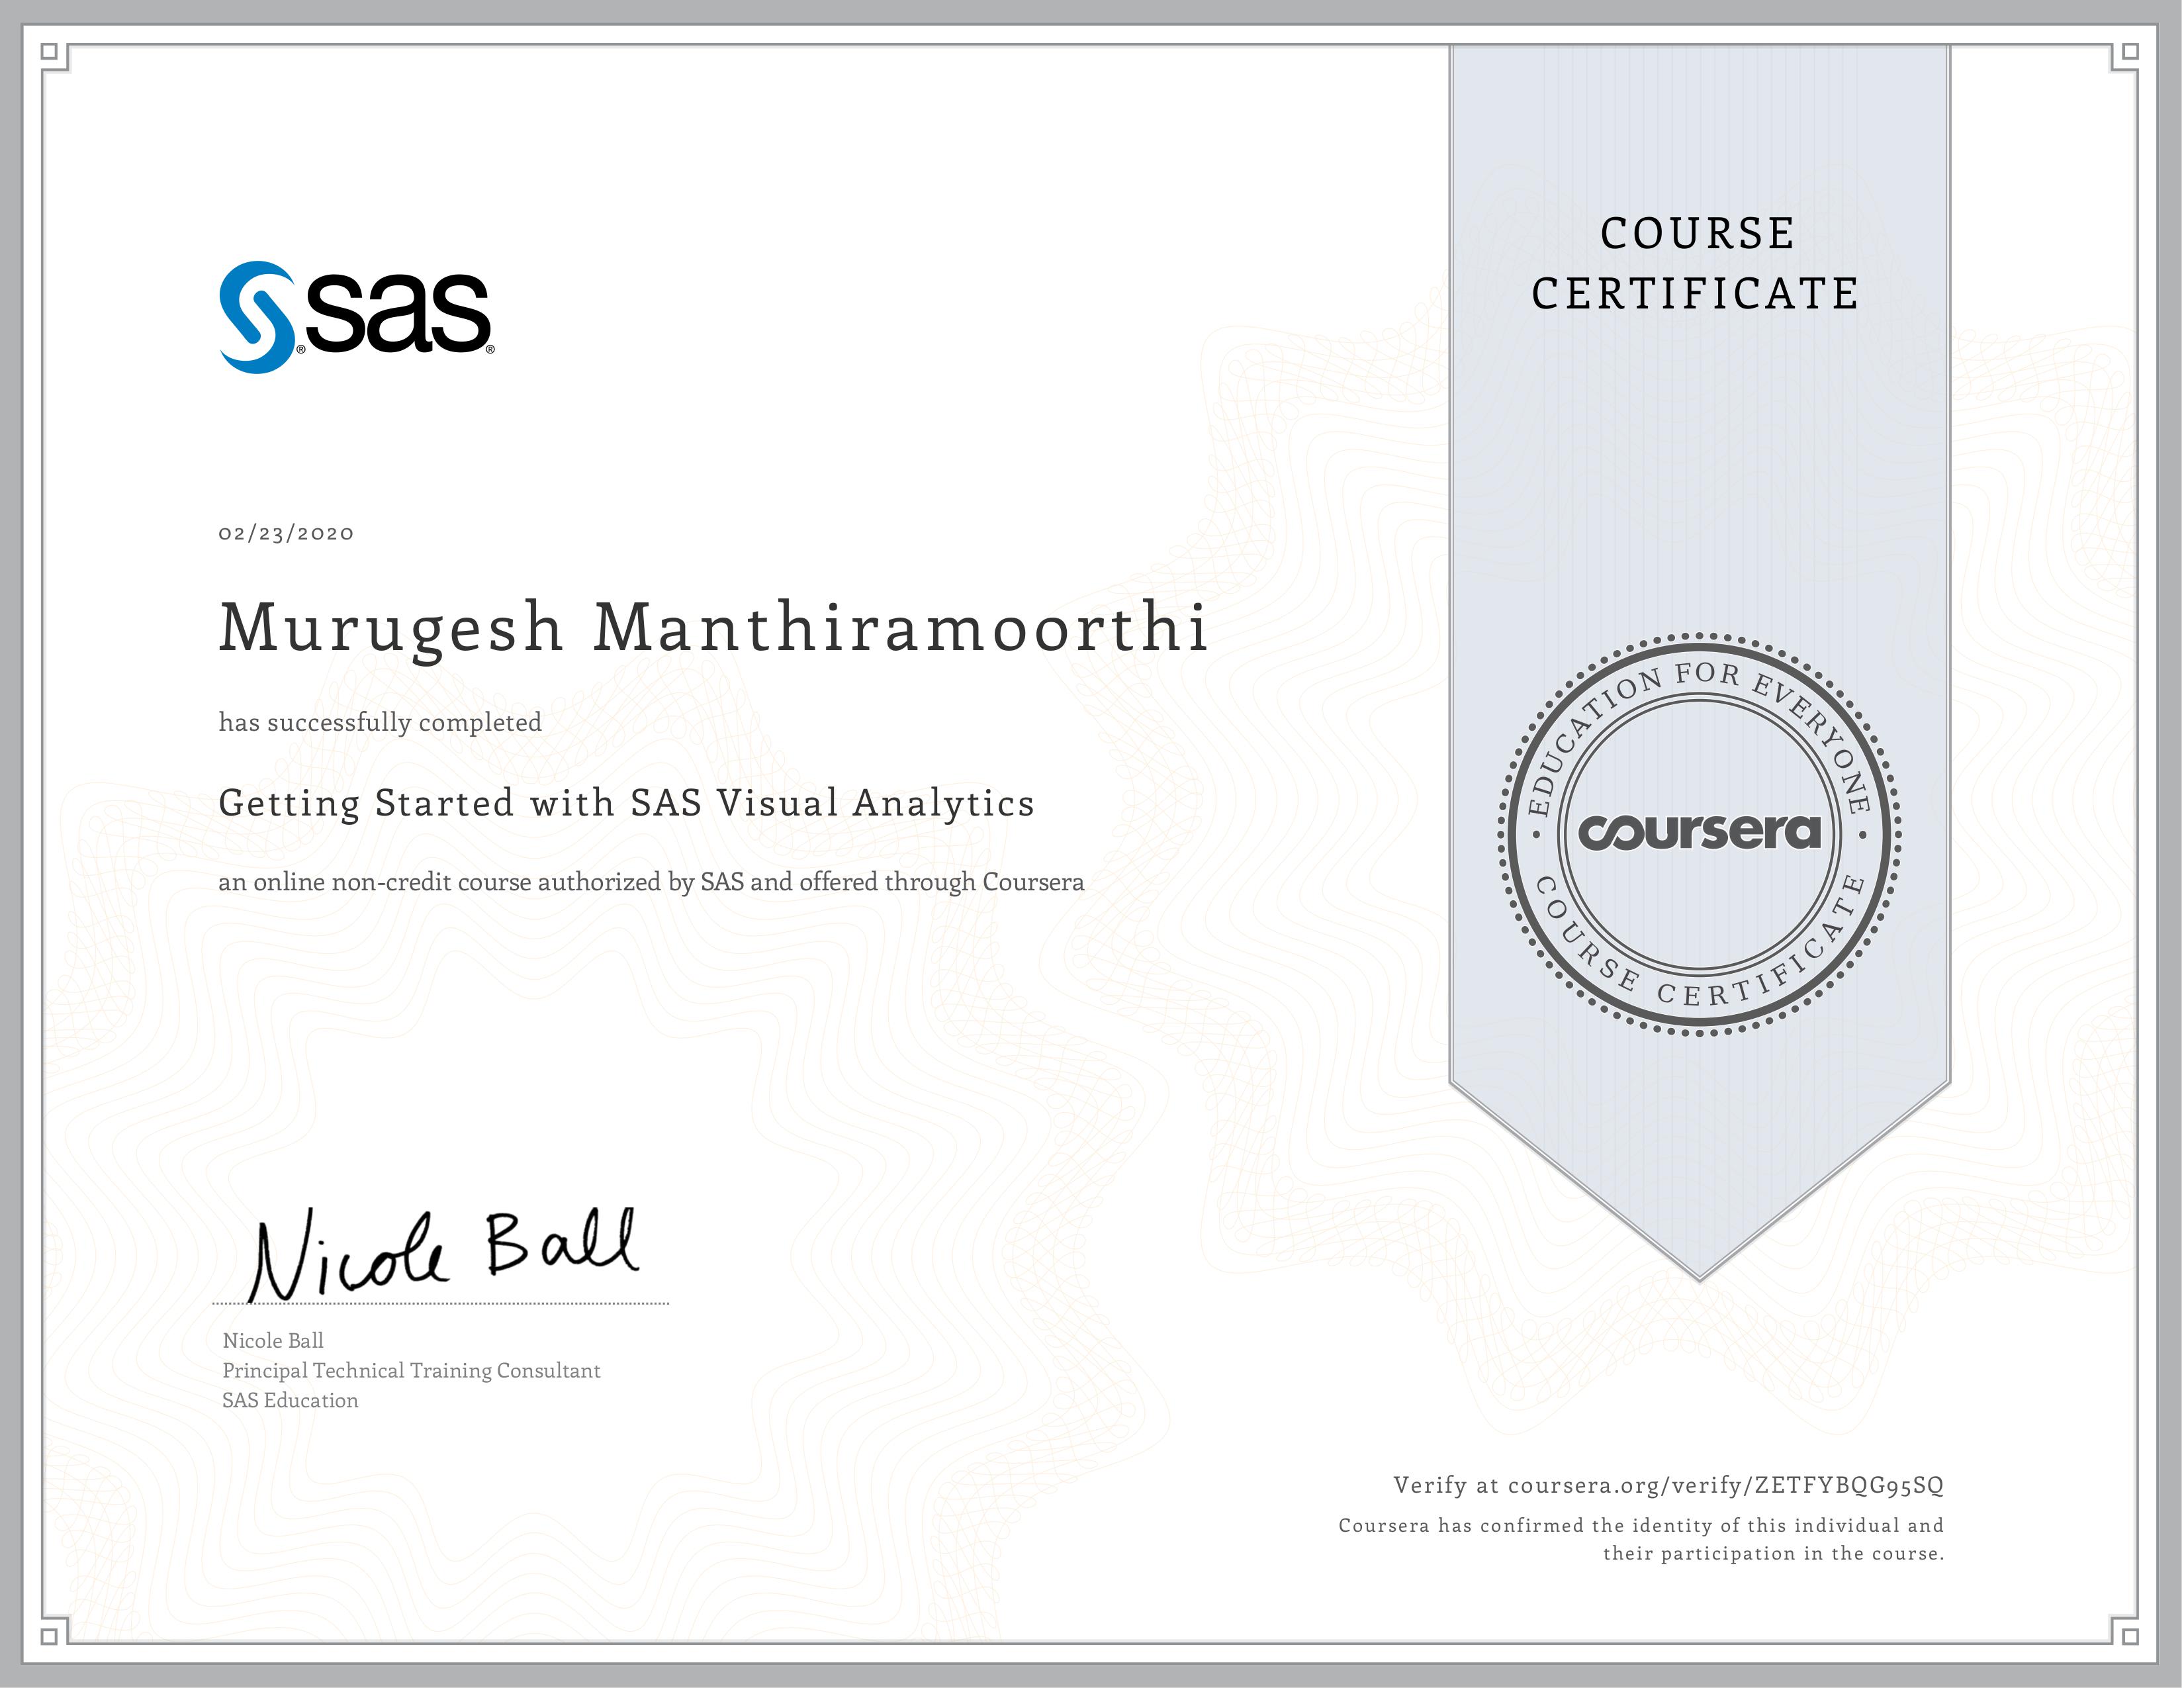 sas
COURSE
CERTIFICATE
02/23/2020
Murugesh Manthiramoorthi
has successfully completed
Getting Started with SAS Visual Analytics
an online non-credit course authorized by SAS and offered through Coursera
EDUCATION FOR EVERYONE
coursera
COURSE CERTIFICATE
Nicole Ball
Nicole Ball
Principal Technical Training Consultant
SAS Education
Verify at coursera.org/verify/ZETFYBQG95SQ
Coursera has confirmed the identity of this individual and
their participation in the course.